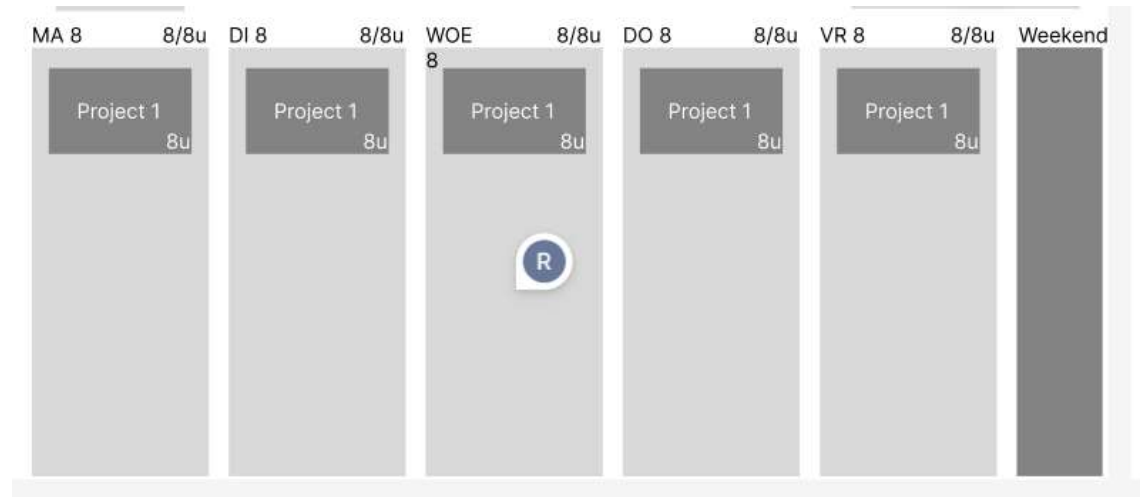 MA 8 8/8u DI 8 8/8u WOE 8/8u DO 8 8/8u VR 8 8/8u Weekend
8
Project 1 Project 1 Project 1 Project 1 Project 1
8u 8u 8u 8u 8u
R